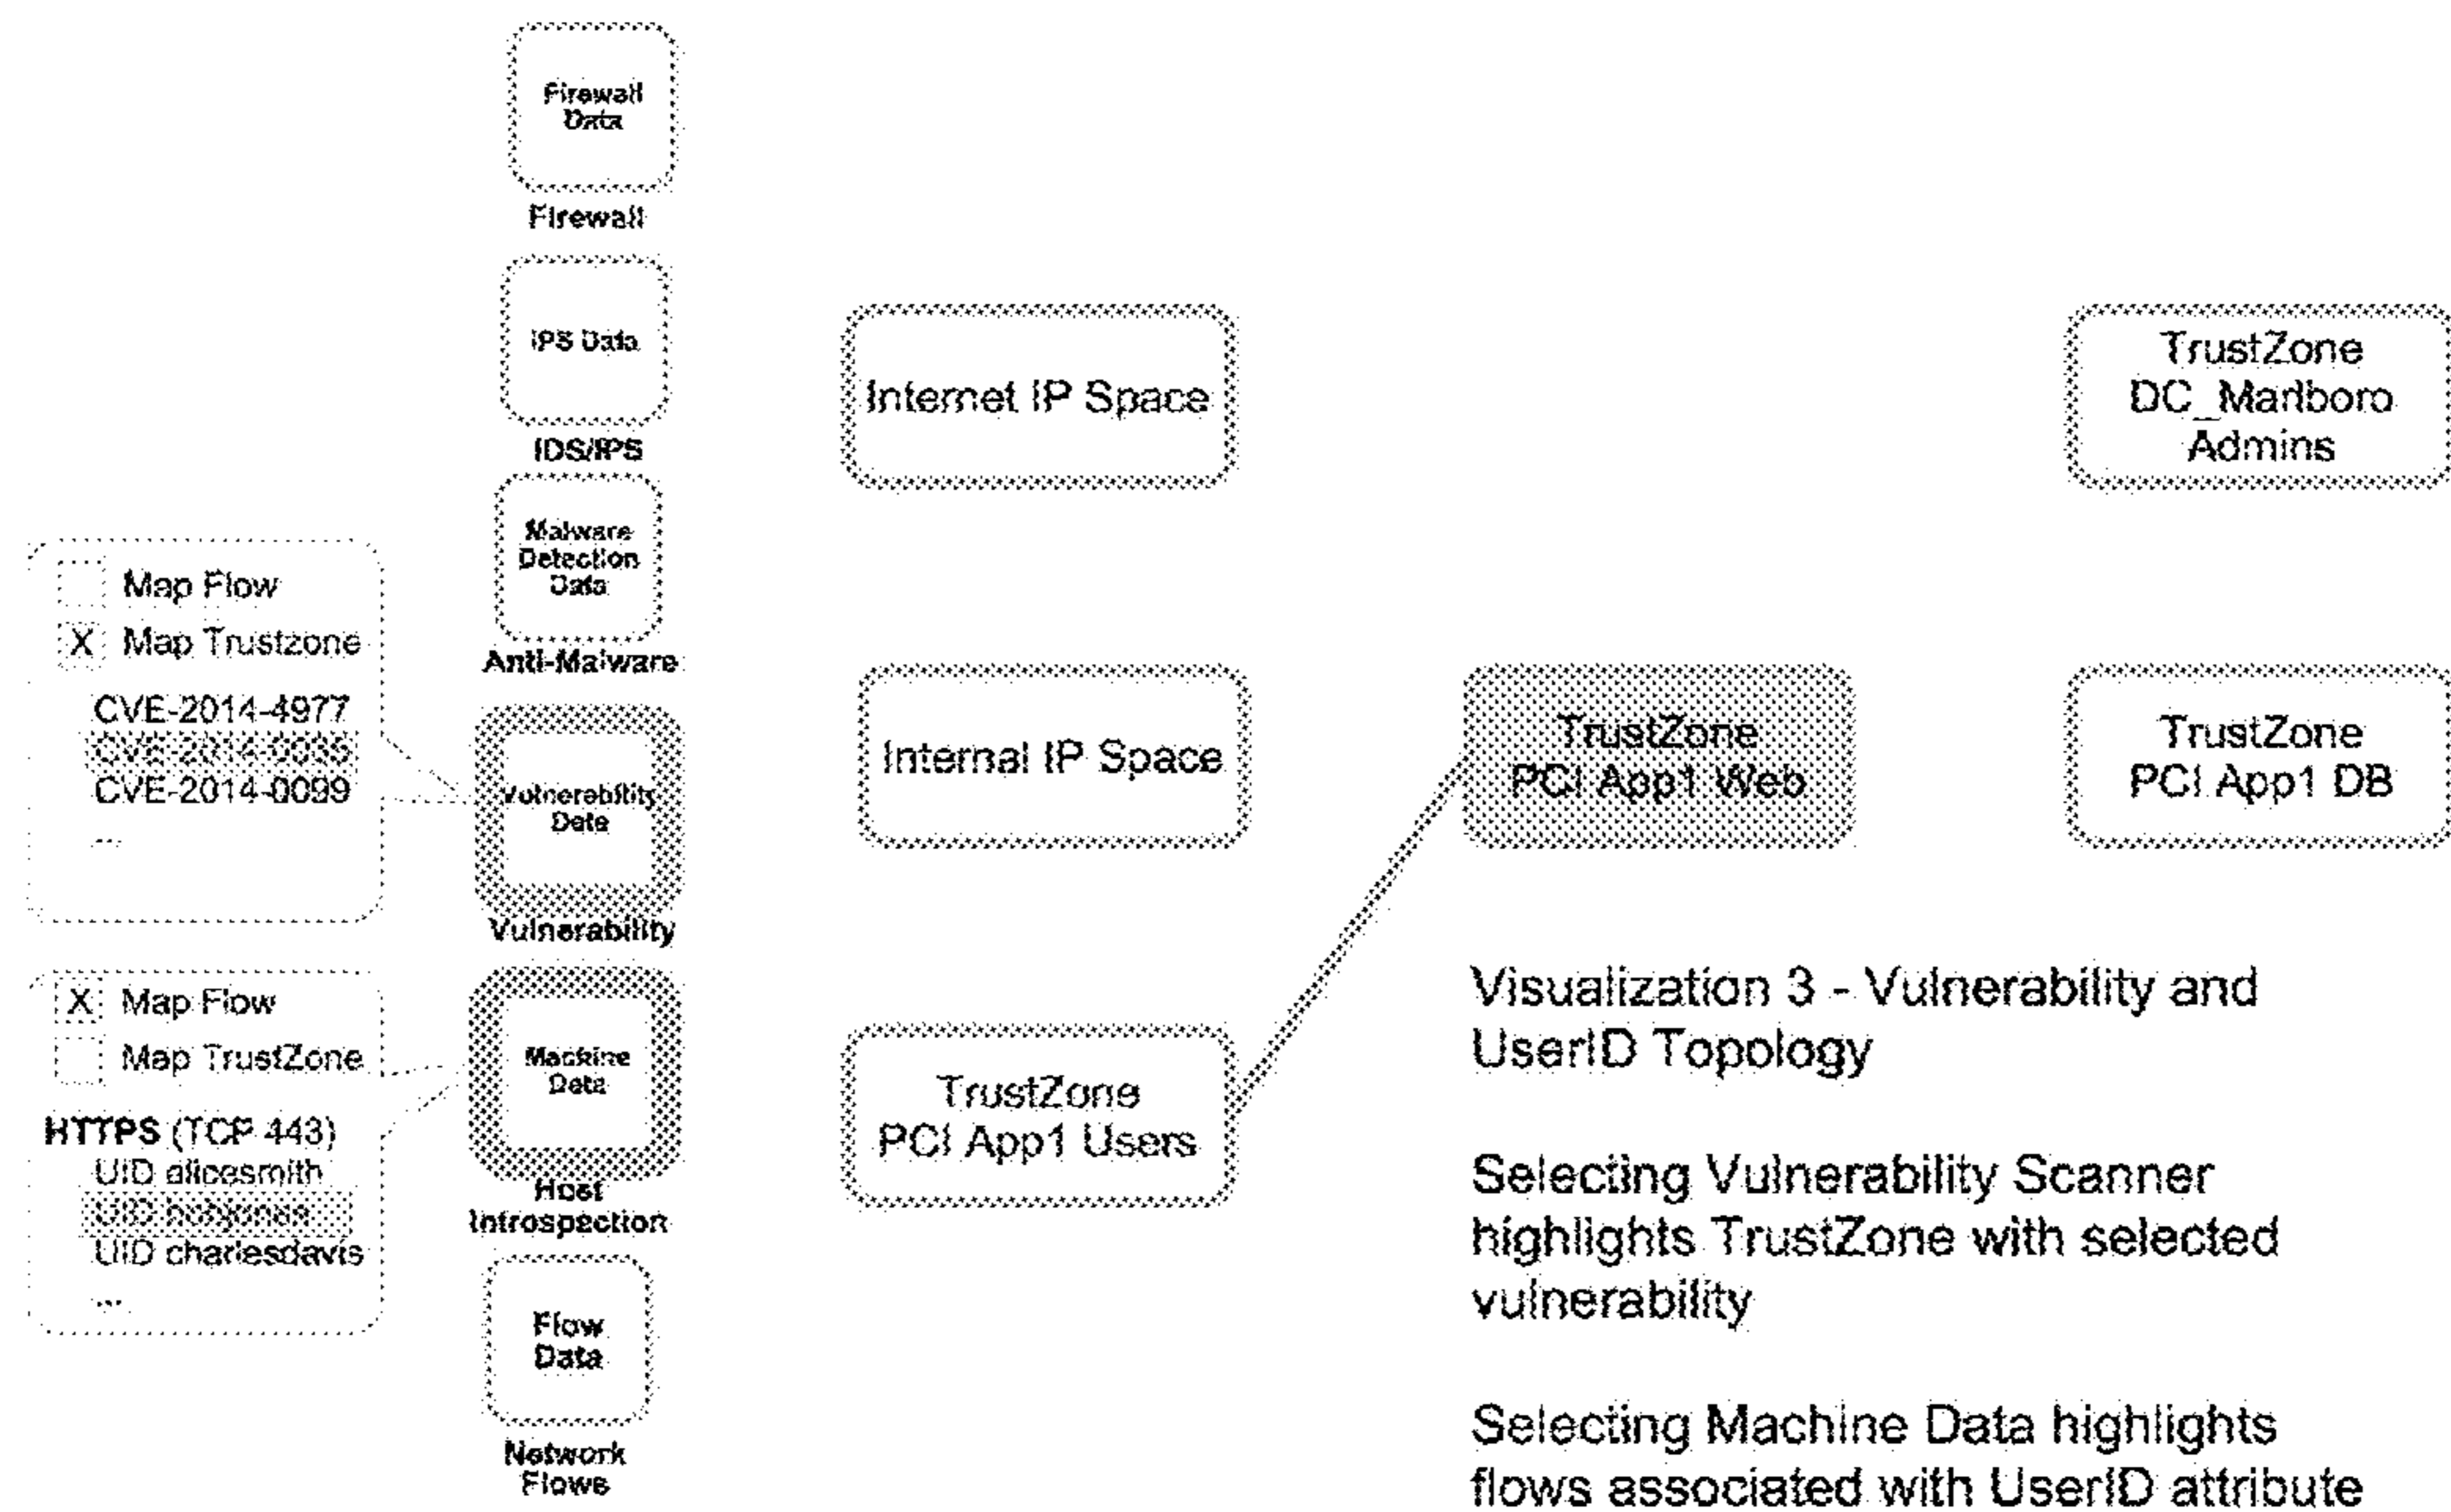 Firewall
Data
Firewall
IPS Data
IDS/IPS
Malware
Detection
Data
Anti-Malware
Vulnerability
Data
Vulnerability
Machine
Data
Host
Introspection
Flow
Data
Network
Flows
Map Flow
X Map Trustzone
CVE-2014-4977
CVE-2014-0099
...
X Map Flow
Map TrustZone
HTTPS (TCP 443)
UID alicesmith
UID bobjones
UID charlesdavis
...
Internet IP Space
Internal IP Space
TrustZone
PCI App1 Users
TrustZone
PCI App1 Web
TrustZone
DC_Marlboro
Admins
TrustZone
PCI App1 DB
Visualization 3 - Vulnerability and
UserID Topology
Selecting Vulnerability Scanner
highlights TrustZone with selected
vulnerability
Selecting Machine Data highlights
flows associated with UserID attribute